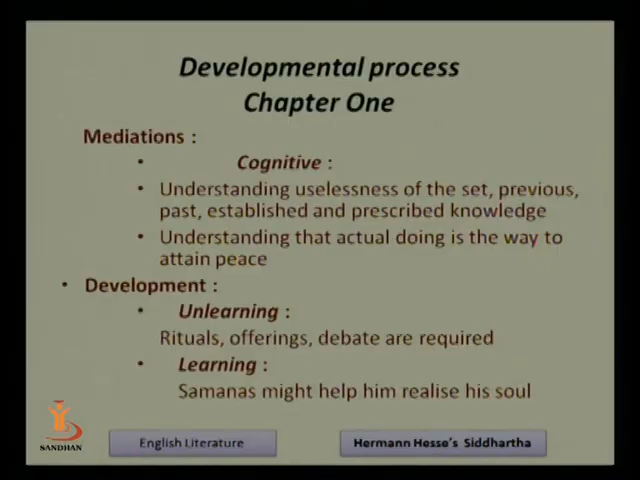 Developmental process
Chapter One
Mediations :
• Cognitive :
• Understanding uselessness of the set, previous,
past, established and prescribed knowledge
• Understanding that actual doing is the way to
attain peace
• Development :
• Unlearning :
Rituals, offerings, debate are required
• Learning :
Samanas might help him realise his soul
SANDHAN
English Literature
Hermann Hesse's Siddhartha